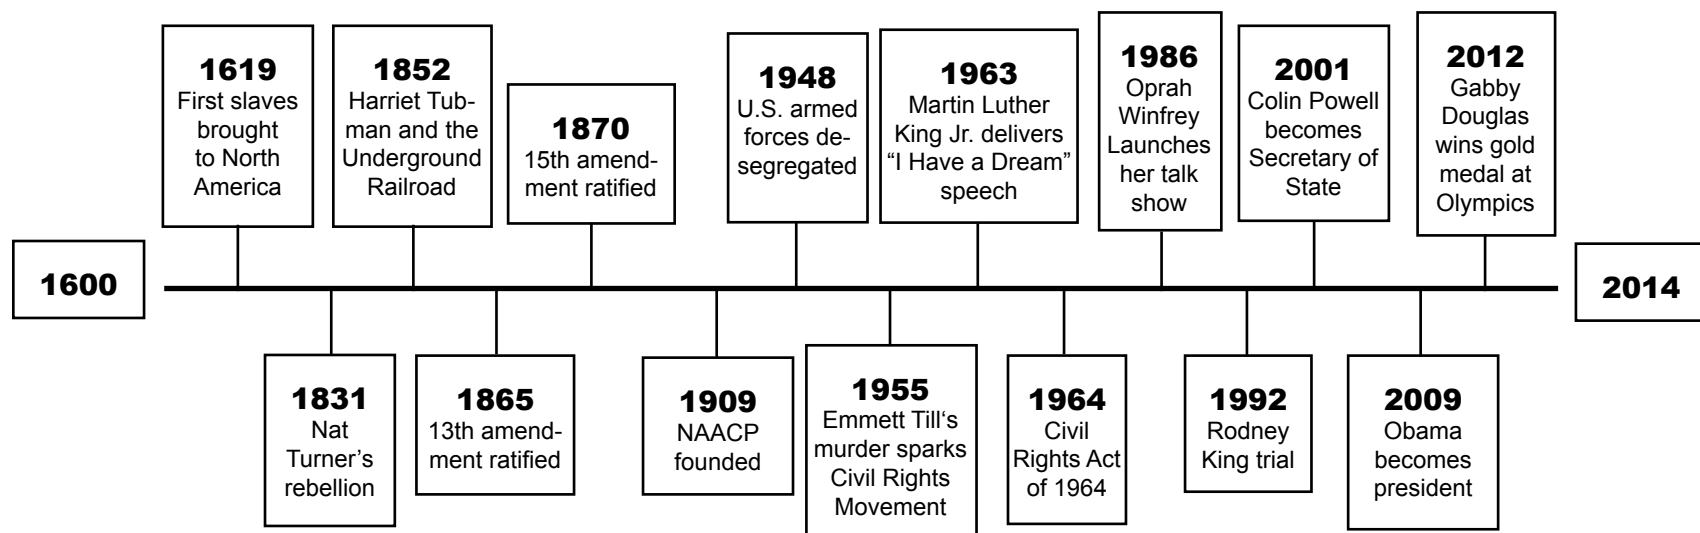 1600
1619
First slaves
brought
to North
America
1831
Nat
Turner’s
rebellion
1852
Harriet Tub-
man and the
Underground
Railroad
1865
13th amend-
ment ratified
1870
15th amend-
ment ratified
1909
NAACP
founded
1948
U.S. armed
forces de-
segregated
1955
Emmett Till‘s
murder sparks
Civil Rights
Movement
1963
Martin Luther
King Jr. delivers
“I Have a Dream”
speech
1964
Civil
Rights Act
of 1964
1986
Oprah
Winfrey
Launches
her talk
show
1992
Rodney
King trial
2001
Colin Powell
becomes
Secretary of
State
2009
Obama
becomes
president
2012
Gabby
Douglas
wins gold
medal at
Olympics
2014